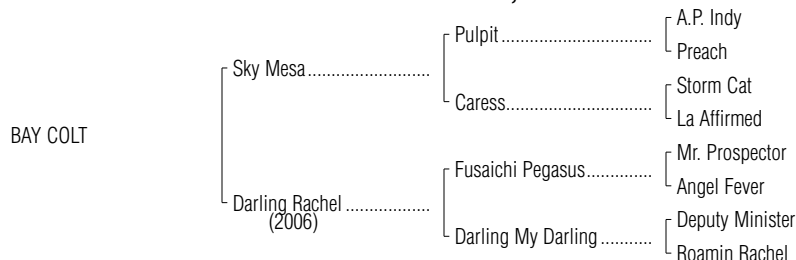 A.P. Indy
Pulpit..................................
Preach
Sky Mesa...........................
Storm Cat
Caress.................................
La Affirmed
BAY COLT
Mr. Prospector
Fusaichi Pegasus..............
Angel Fever
Darling Rachel ...................
(2006)
Deputy Minister
Darling My Darling ...........
Roamin Rachel